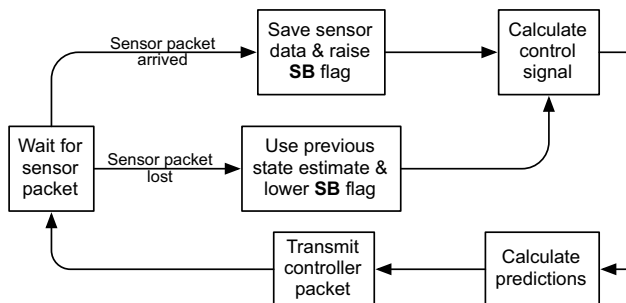 Sensor packet
arrived
Save sensor
data & raise
SB flag
Calculate
control
signal
Wait for
sensor
packet
Sensor packet
lost
Use previous
state estimate &
lower SB flag
Transmit
controller
packet
Calculate
predictions